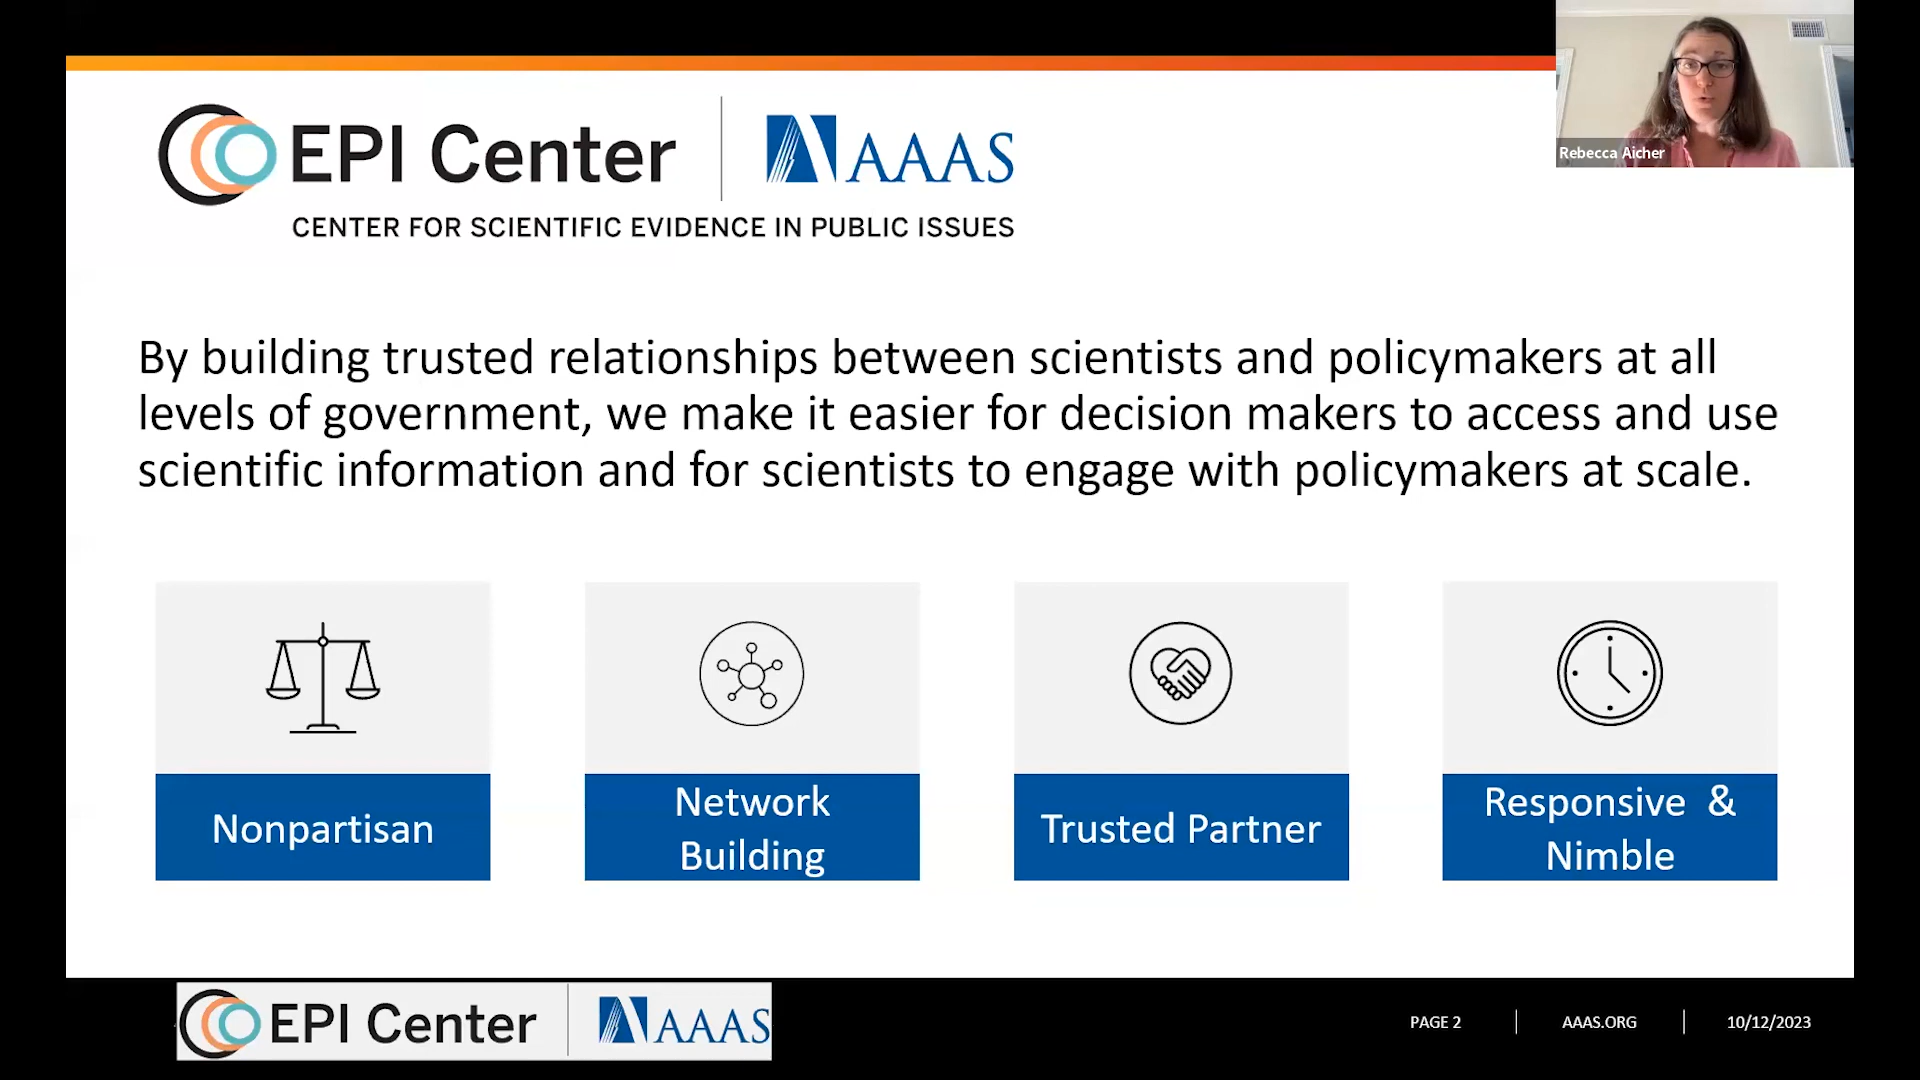 EPI Center
AAAS
CENTER FOR SCIENTIFIC EVIDENCE IN PUBLIC ISSUES
Rebecca Aicher
By building trusted relationships between scientists and policymakers at all
levels of government, we make it easier for decision makers to access and use
scientific information and for scientists to engage with policymakers at scale.
Nonpartisan
Network
Building
Trusted Partner
Responsive &
Nimble
EPI Center
AAAS
PAGE 2
AAAS.ORG
10/12/2023